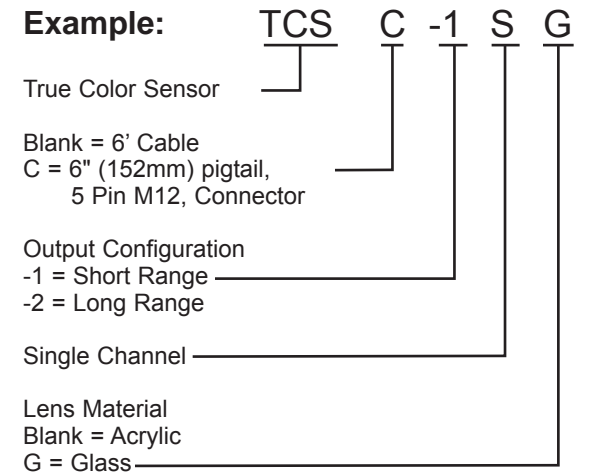 Example: TCS C -1 S G
True Color Sensor
Blank = 6’ Cable
C = 6" (152mm) pigtail,
5 Pin M12, Connector
Output Configuration
-1 = Short Range
-2 = Long Range
Single Channel
Lens Material
Blank = Acrylic
G = Glass